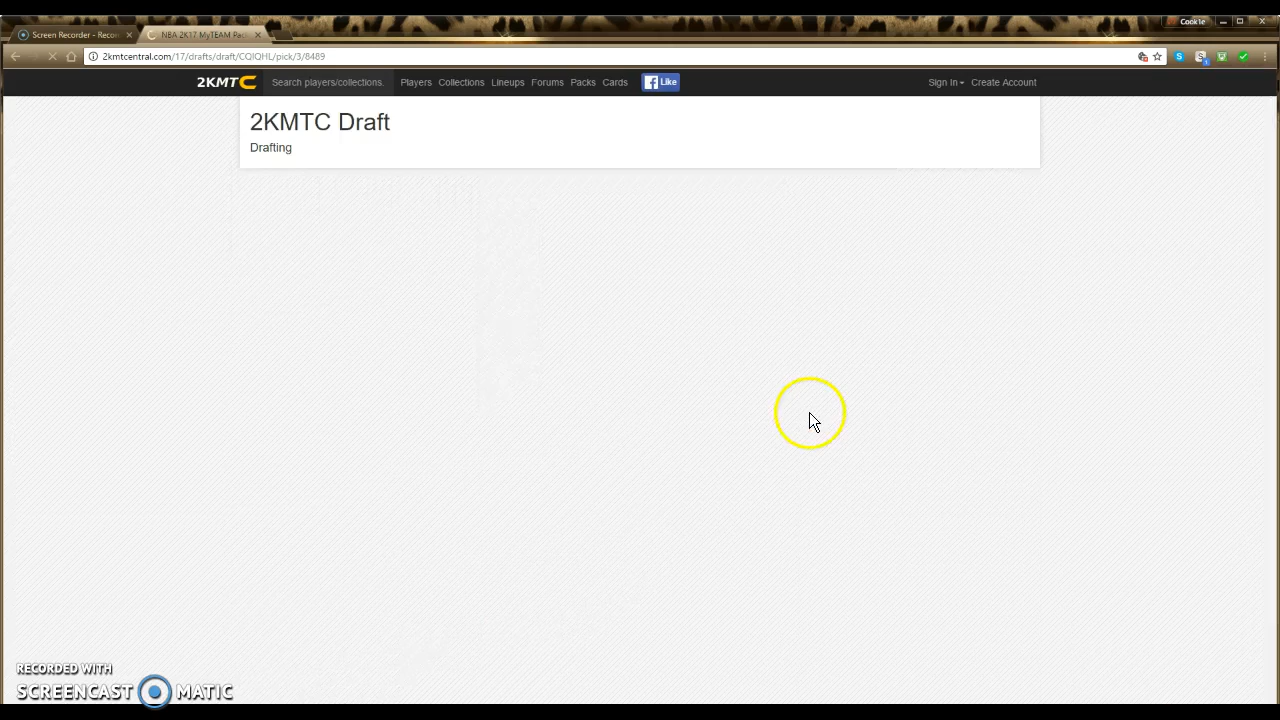 Cookie
Screen Recorder - Recor
NBA 2K17 MyTEAM Pac
2kmtcentral.com/17/drafts/draft/CQIQHL/pick/3/8489
2KMTC Search players/collections. Players Collections Lineups Forums Packs Cards Like Sign In Create Account
2KMTC Draft
Drafting
RECORDED WITH
SCREENCAST MATIC